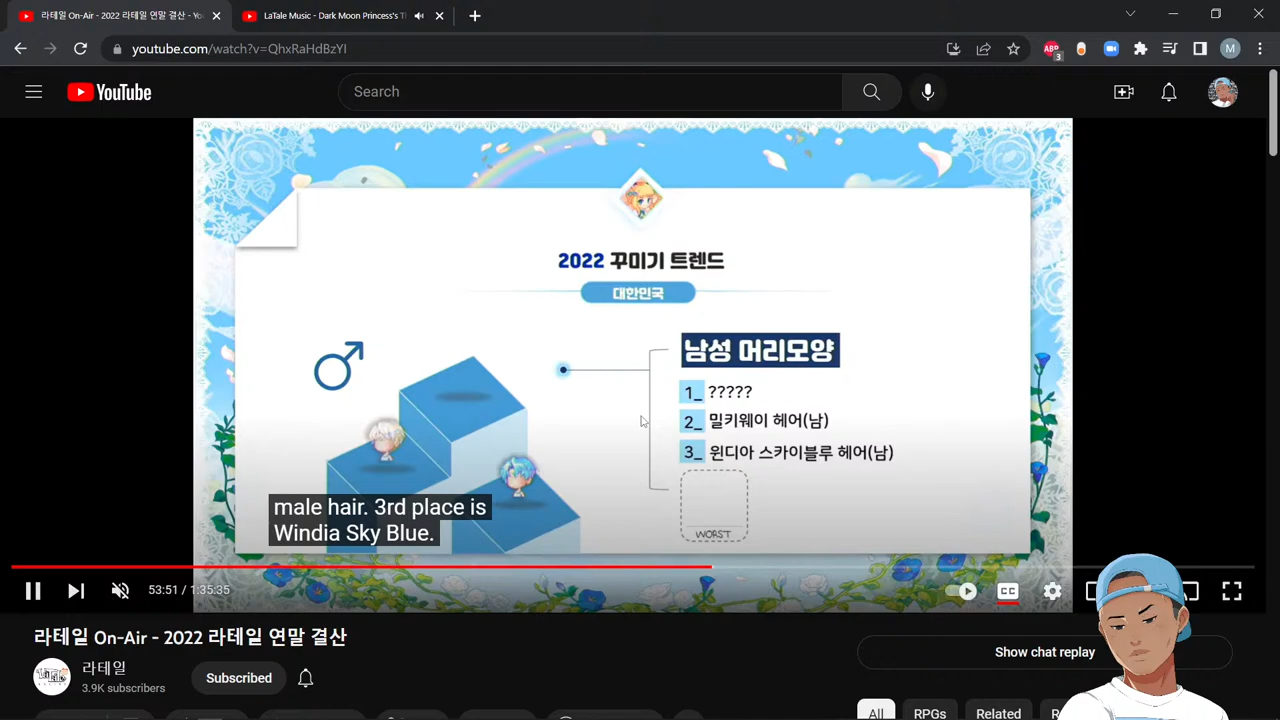 라테일 On-Air - 2022 라테일 연말 결산 - Yo
LaTale Music - Dark Moon Princess's T
youtube.com/watch?v=QhxRaHdBzYI
ABP
3
M
YouTube
Search
2022 꾸미기 트렌드
대한민국
남성 머리모양
1_ ?????
2_ 밀키웨이 헤어(남)
3_ 윈디아 스카이블루 헤어(남)
WORST
male hair. 3rd place is
Windia Sky Blue.
53:51 / 1:35:35
CC
라테일 On-Air - 2022 라테일 연말 결산
라테일
3.9K subscribers
Subscribed
Show chat replay
All
RPGs
Related